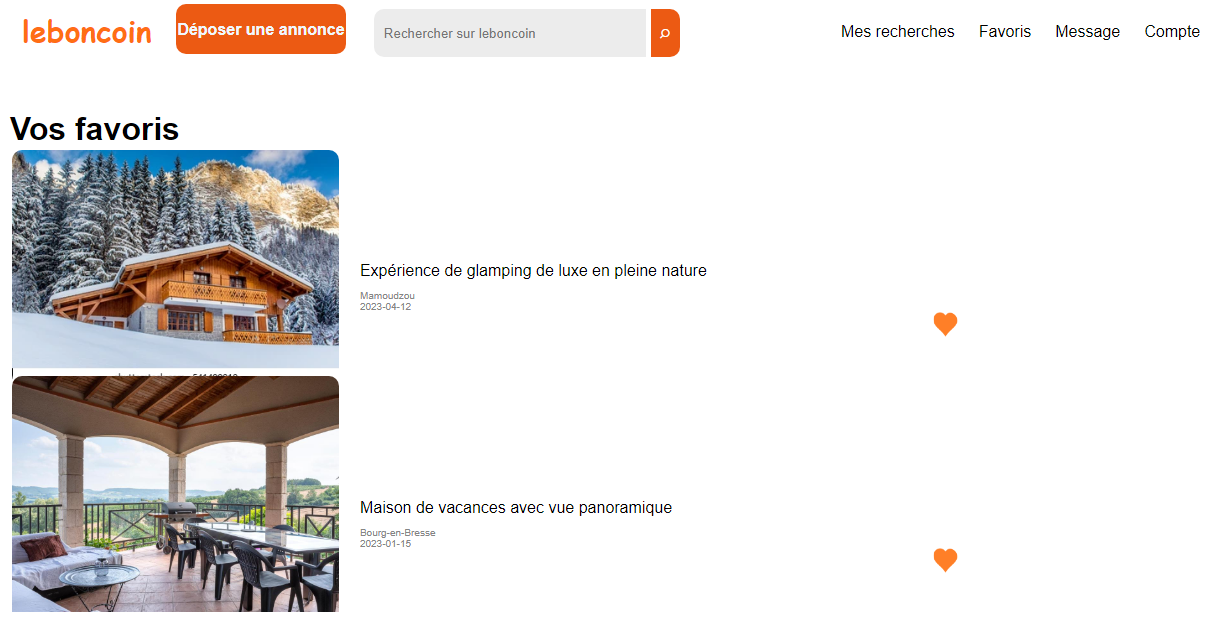 leboncoin
Déposer une annonce
Rechercher sur leboncoin
Mes recherches
Favoris
Message
Compte
Vos favoris
Expérience de glamping de luxe en pleine nature
Mamoudzou
2023-04-12
Maison de vacances avec vue panoramique
Bourg-en-Bresse
2023-01-15